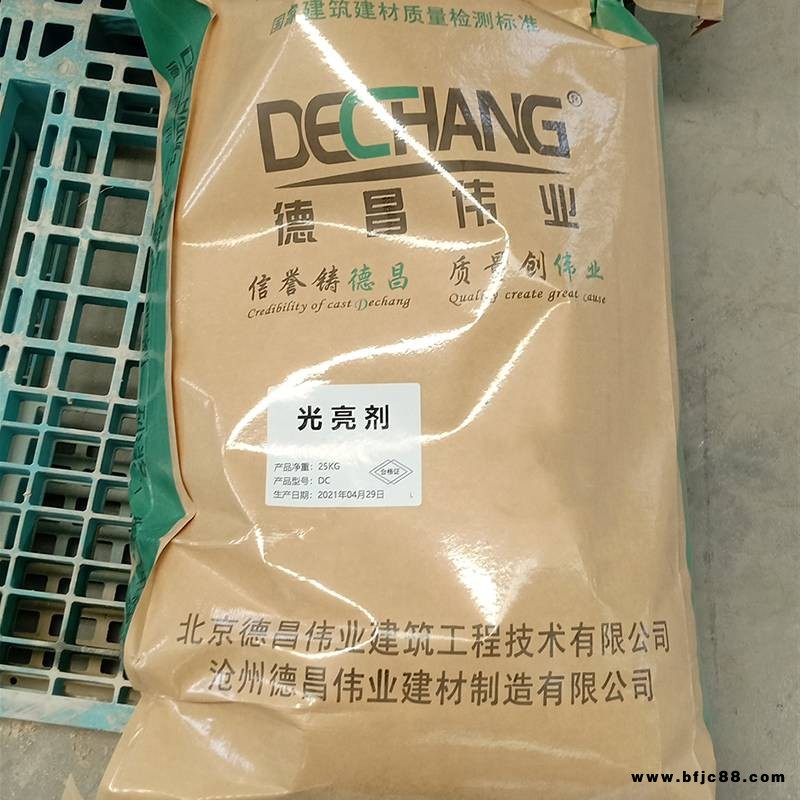 国家建筑建材质量检测标准
DECHANG®
德昌伟业
信誉铸德昌 质量创伟业
Credibility of cast Dechang Quality create great cause
光亮剂
产品净重：25KG
产品型号：DC
合格证
生产日期：2021年04月29日
北京德昌伟业建筑工程技术有限公司
沧州德昌伟业建材制造有限公司
www.bfjc88.com